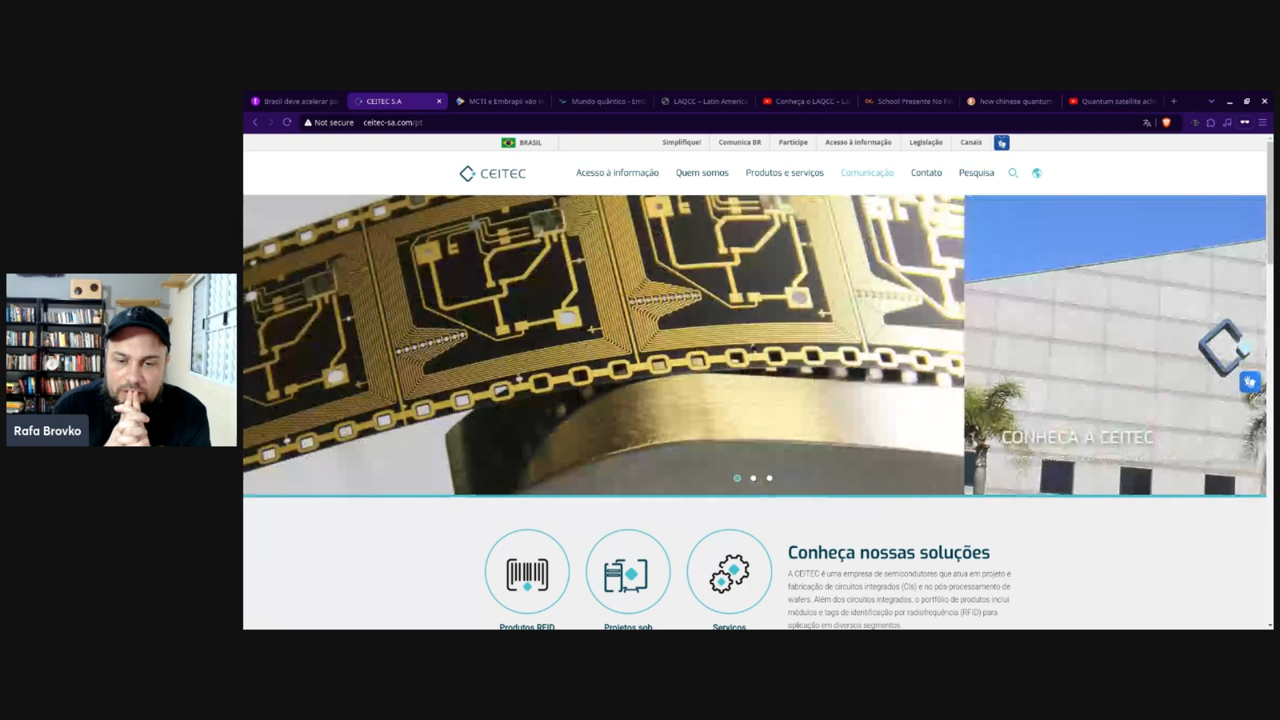 Brasil deve acelerar pa
CEITEC S.A
MCTI e Embrapii vão in
Mundo quântico - Emb
LAQCC – Latin America
Conheça o LAQCC – La
School Presente No Fo
how chinese quantum
Quantum satellite achi
Not secure
ceitec-sa.com/pt
BRASIL
Simplifique!
Comunica BR
Participe
Acesso à informação
Legislação
Canais
CEITEC
Acesso à informação
Quem somos
Produtos e serviços
Comunicação
Contato
Pesquisa
CONHEÇA A CEITEC
Rafa Brovko
Conheça nossas soluções
A CEITEC é uma empresa de semicondutores que atua em projeto e
fabricação de circuitos integrados (CIs) e no pós-processamento de
wafers. Além dos circuitos integrados, o portfólio de produtos inclui
módulos e tags de identificação por radiofrequência (RFID) para
aplicação em diversos segmentos.
Produtos RFID
Projetos sob
Serviços